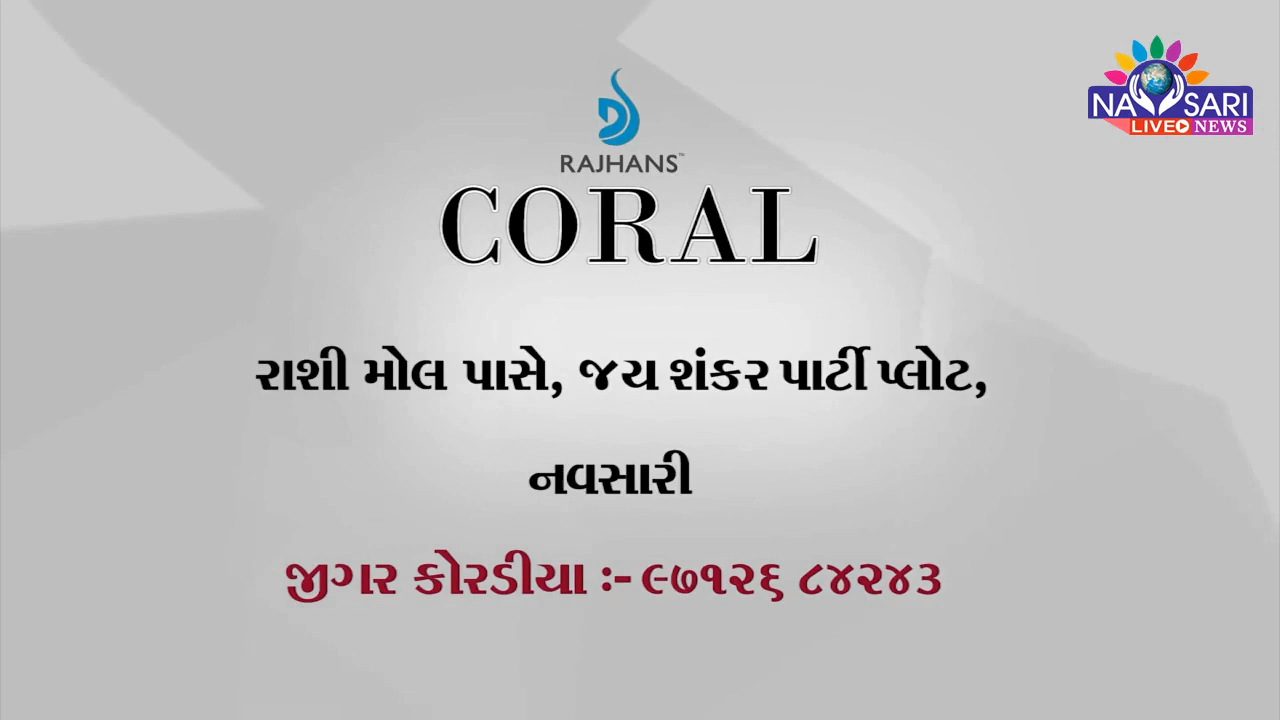 NAVSARI
LIVE NEWS
RAJHANS™
CORAL
રાશી મોલ પાસે, જય શંકર પાર્ટી પ્લોટ,
નવસારી
જીગર કોરડીયા :- ૯૭૧૨૬ ૮૪૨૪૩